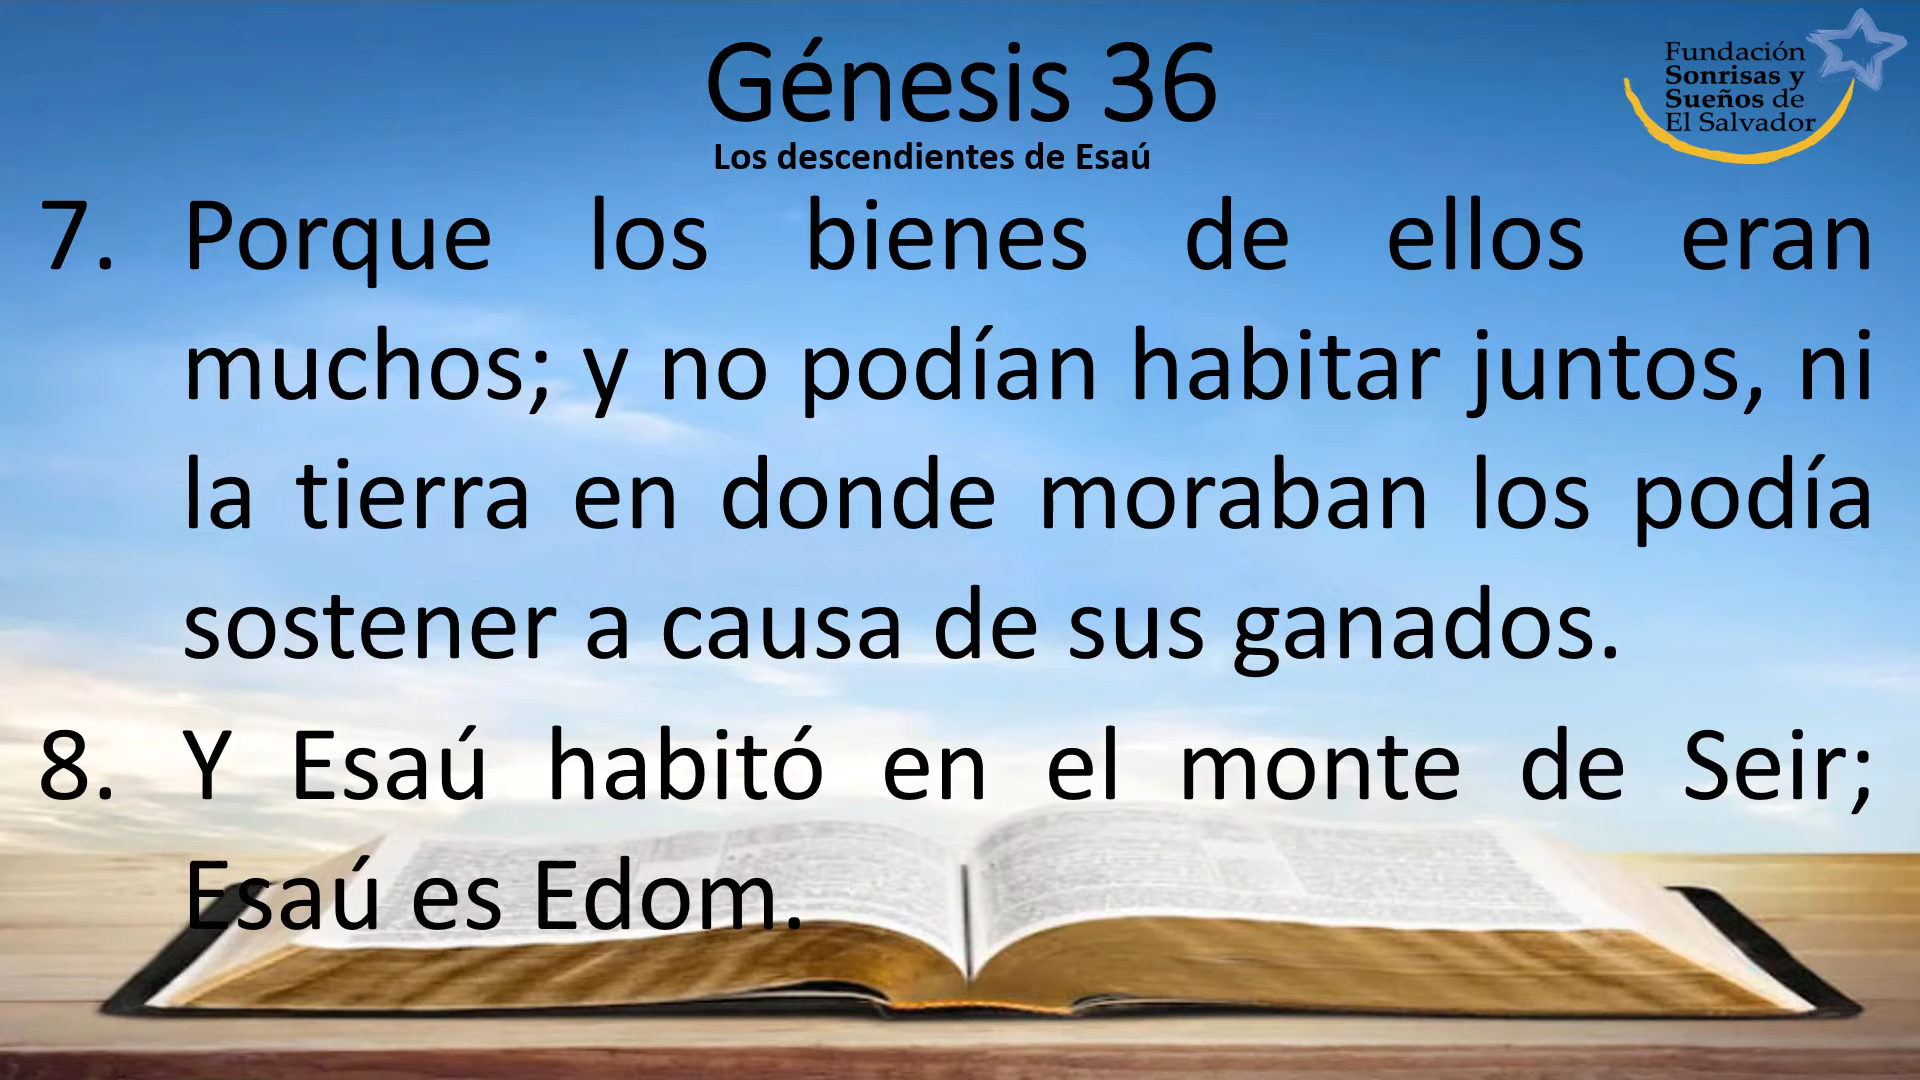 Génesis 36
Los descendientes de Esaú
Fundación
Sonrisas y
Sueños de
El Salvador
7. Porque los bienes de ellos eran
muchos; y no podían habitar juntos, ni
la tierra en donde moraban los podía
sostener a causa de sus ganados.
8. Y Esaú habitó en el monte de Seir;
Esaú es Edom.